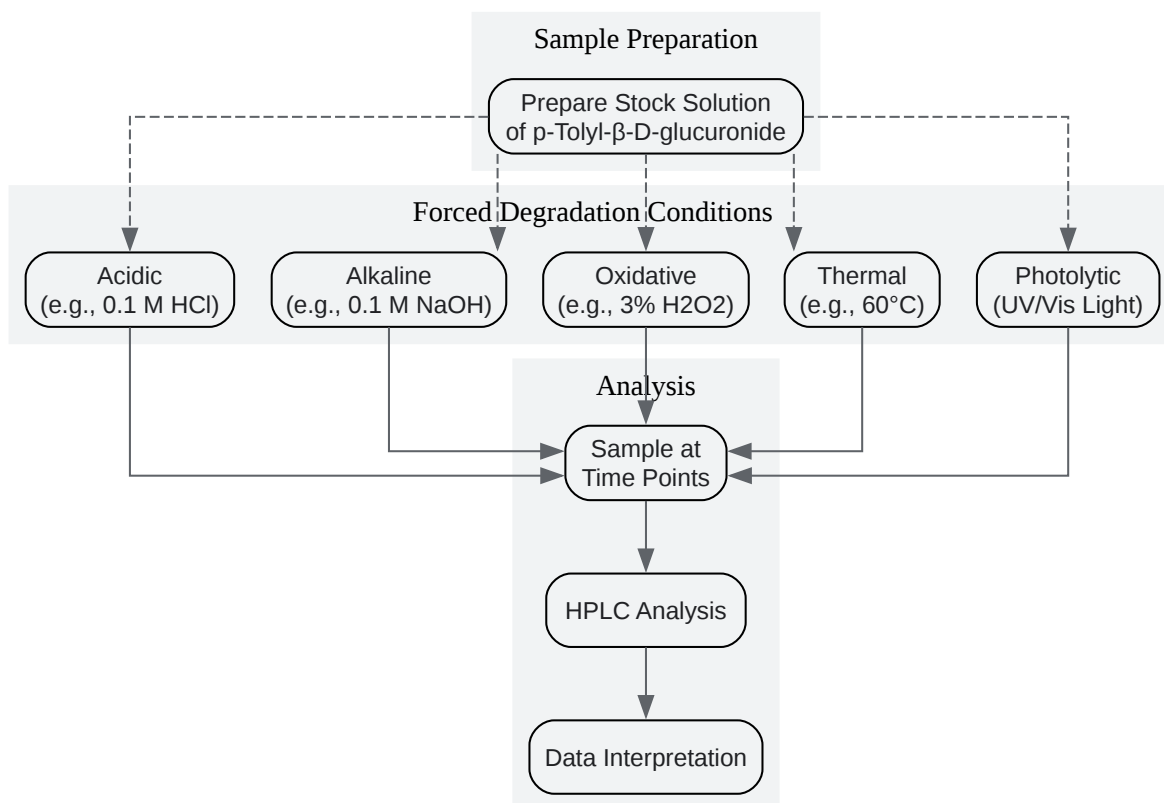 Sample Preparation
Prepare Stock Solution
of p-Tolyl-β-D-glucuronide
Forced Degradation Conditions
Acidic
(e.g., 0.1 M HCl)
Alkaline
(e.g., 0.1 M NaOH)
Oxidative
(e.g., 3% H2O2)
Thermal
(e.g., 60°C)
Photolytic
(UV/Vis Light)
Analysis
Sample at
Time Points
HPLC Analysis
Data Interpretation